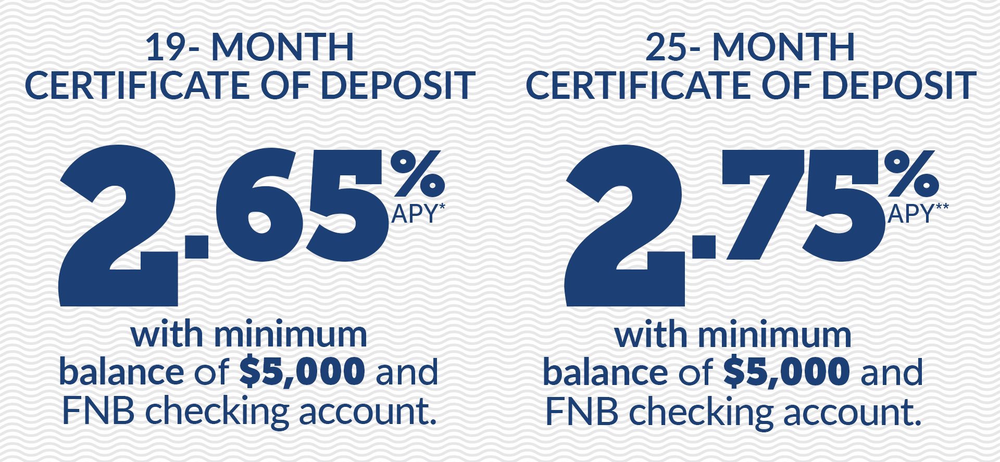 19- MONTH
CERTIFICATE OF DEPOSIT
2.65%
APY*
with minimum
balance of $5,000 and
FNB checking account.
25- MONTH
CERTIFICATE OF DEPOSIT
2.75%
APY**
with minimum
balance of $5,000 and
FNB checking account.